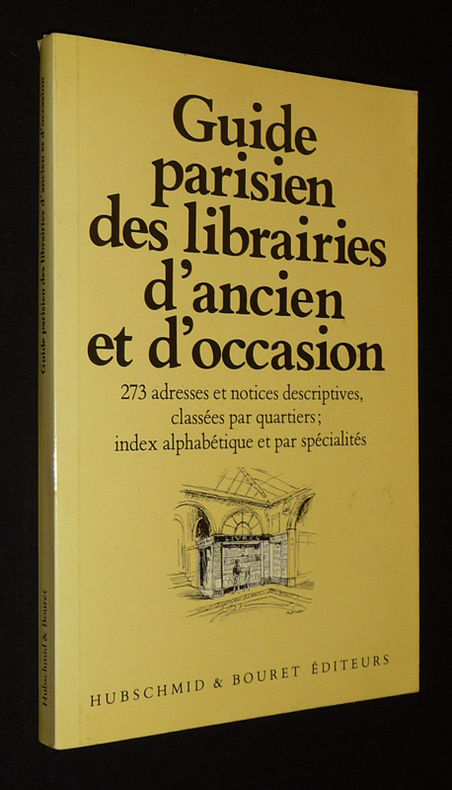 Guide
parisien
des librairies
d'ancien
et d'occasion
273 adresses et notices descriptives,
classées par quartiers ;
index alphabétique et par spécialités
LIVRES
HUBSCHMID & BOURET ÉDITEURS
Guide parisien des librairies d'ancien et d'occasion
Hubschmid & Bouret